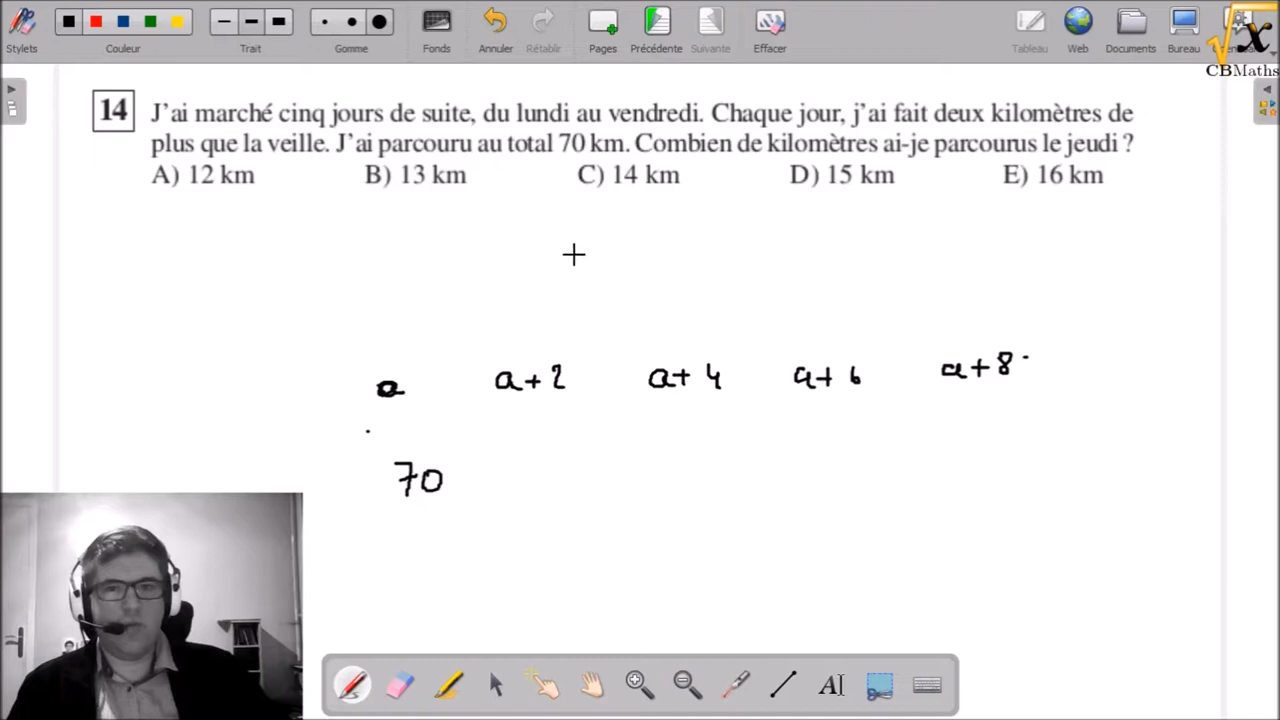 Stylets
Couleur
Trait
Gomme
Fonds
Annuler
Rétablir
Pages
Précédente
Suivante
Effacer
Tableau
Web
Documents
Bureau
√x
CBMaths
14 J'ai marché cinq jours de suite, du lundi au vendredi. Chaque jour, j'ai fait deux kilomètres de
plus que la veille. J'ai parcouru au total 70 km. Combien de kilomètres ai-je parcourus le jeudi ?
A) 12 km B) 13 km C) 14 km D) 15 km E) 16 km
a a+2 a+4 a+6 a+8
70
AI